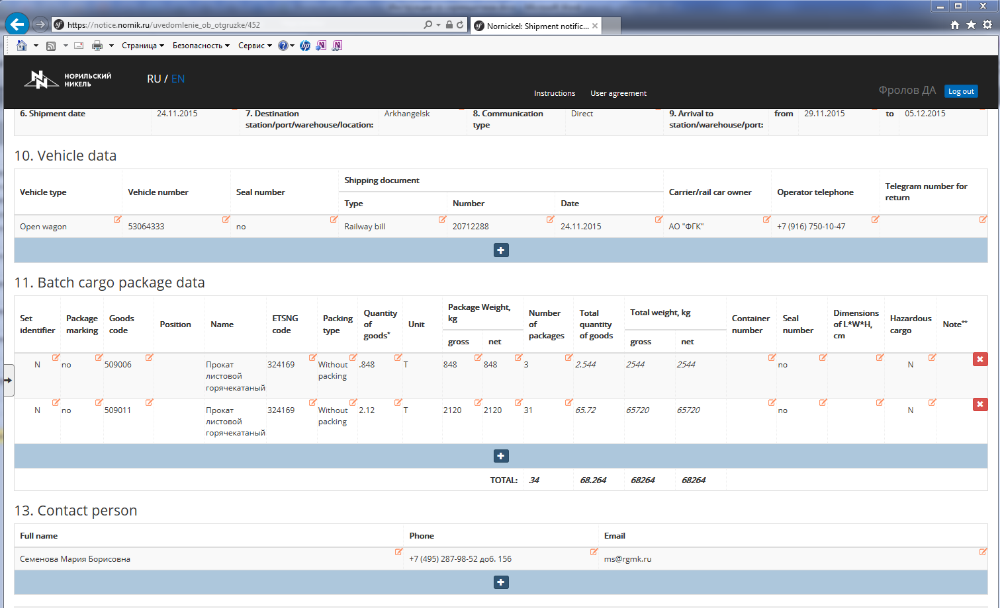 https://notice.nornik.ru/uvedomlenie_ob_otgruzke/452
Nornickel: Shipment notific...
Страница Безопасность Сервис
НОРИЛЬСКИЙ
НИКЕЛЬ
RU / EN
Instructions User agreement
Фролов ДА Log out
6. Shipment date 24.11.2015 7. Destination station/port/warehouse/location: Arkhangelsk 8. Communication type Direct 9. Arrival to station/warehouse/port: from 29.11.2015 to 05.12.2015
10. Vehicle data
Vehicle type Vehicle number Seal number Shipping document Carrier/rail car owner Operator telephone Telegram number for return
Type Number Date
Open wagon 53064333 no Railway bill 20712288 24.11.2015 АО "ФГК" +7 (916) 750-10-47
11. Batch cargo package data
Set identifier Package marking Goods code Position Name ETSNG code Packing type Quantity of goods* Unit Package Weight, kg Number of packages Total quantity of goods Total weight, kg Container number Seal number Dimensions of L*W*H, cm Hazardous cargo Note**
gross net gross net
N no 509006 Прокат листовой горячекатаный 324169 Without packing .848 Т 848 848 3 2.544 2544 2544 no N
N no 509011 Прокат листовой горячекатаный 324169 Without packing 2.12 Т 2120 2120 31 65.72 65720 65720 no N
TOTAL: 34 68.264 68264 68264
13. Contact person
Full name Phone Email
Семенова Мария Борисовна +7 (495) 287-98-52 доб. 156 ms@rgmk.ru